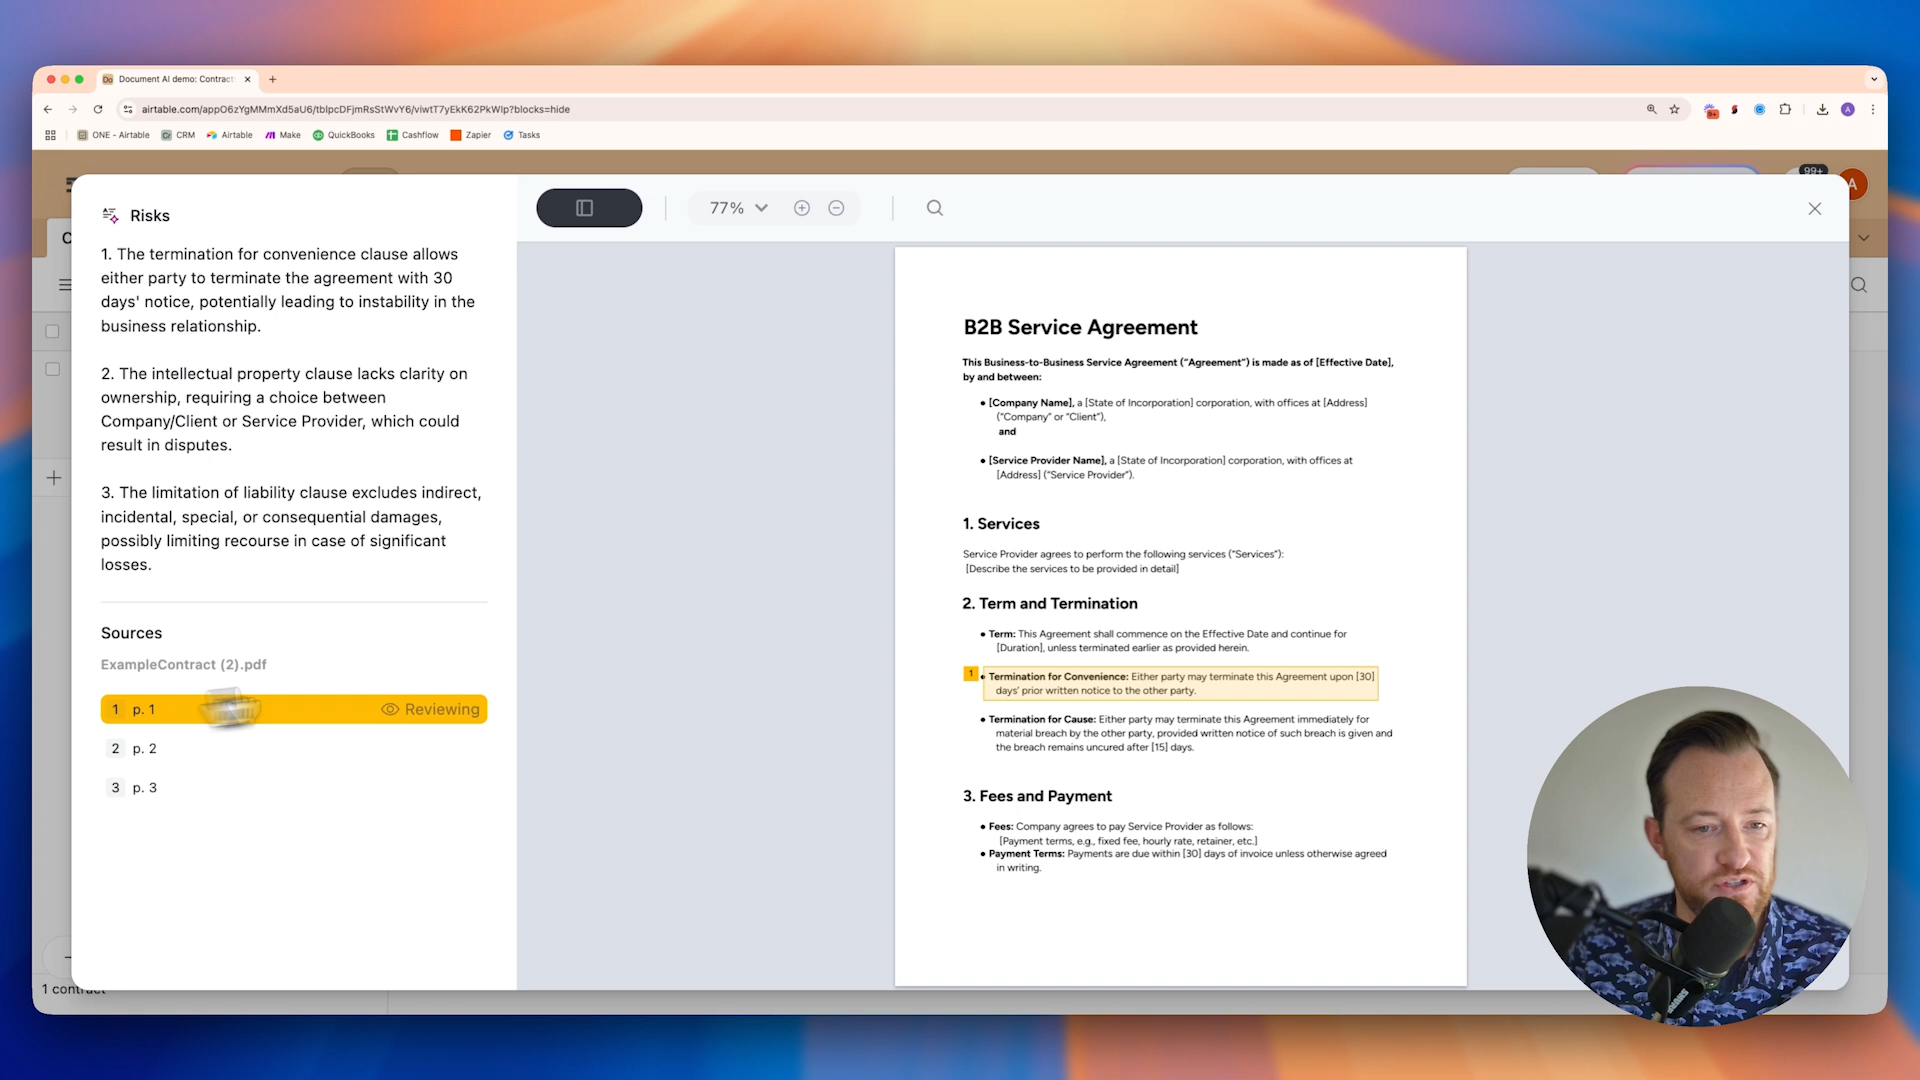 Document AI demo: Contract
airtable.com/appO6zYgMMmXd5aU6/tblpcDFjmRsStWvY6/viwtT7yEkK62PkWlp?blocks=hide
9+
A
ONE - Airtable
CRM
Airtable
Make
QuickBooks
Cashflow
Zapier
Tasks
99+
A
Risks
1. The termination for convenience clause allows
either party to terminate the agreement with 30
days' notice, potentially leading to instability in the
business relationship.
2. The intellectual property clause lacks clarity on
ownership, requiring a choice between
Company/Client or Service Provider, which could
result in disputes.
3. The limitation of liability clause excludes indirect,
incidental, special, or consequential damages,
possibly limiting recourse in case of significant
losses.
Sources
ExampleContract (2).pdf
1 p. 1 Reviewing
2 p. 2
3 p. 3
1 contract
77%
B2B Service Agreement
This Business-to-Business Service Agreement (“Agreement”) is made as of [Effective Date],
by and between:
• [Company Name], a [State of Incorporation] corporation, with offices at [Address]
(“Company” or “Client”),
and
• [Service Provider Name], a [State of Incorporation] corporation, with offices at
[Address] (“Service Provider”).
1. Services
Service Provider agrees to perform the following services (“Services”):
[Describe the services to be provided in detail]
2. Term and Termination
• Term: This Agreement shall commence on the Effective Date and continue for
[Duration], unless terminated earlier as provided herein.
1
• Termination for Convenience: Either party may terminate this Agreement upon [30]
days’ prior written notice to the other party.
• Termination for Cause: Either party may terminate this Agreement immediately for
material breach by the other party, provided written notice of such breach is given and
the breach remains uncured after [15] days.
3. Fees and Payment
• Fees: Company agrees to pay Service Provider as follows:
[Payment terms, e.g., fixed fee, hourly rate, retainer, etc.]
• Payment Terms: Payments are due within [30] days of invoice unless otherwise agreed
in writing.